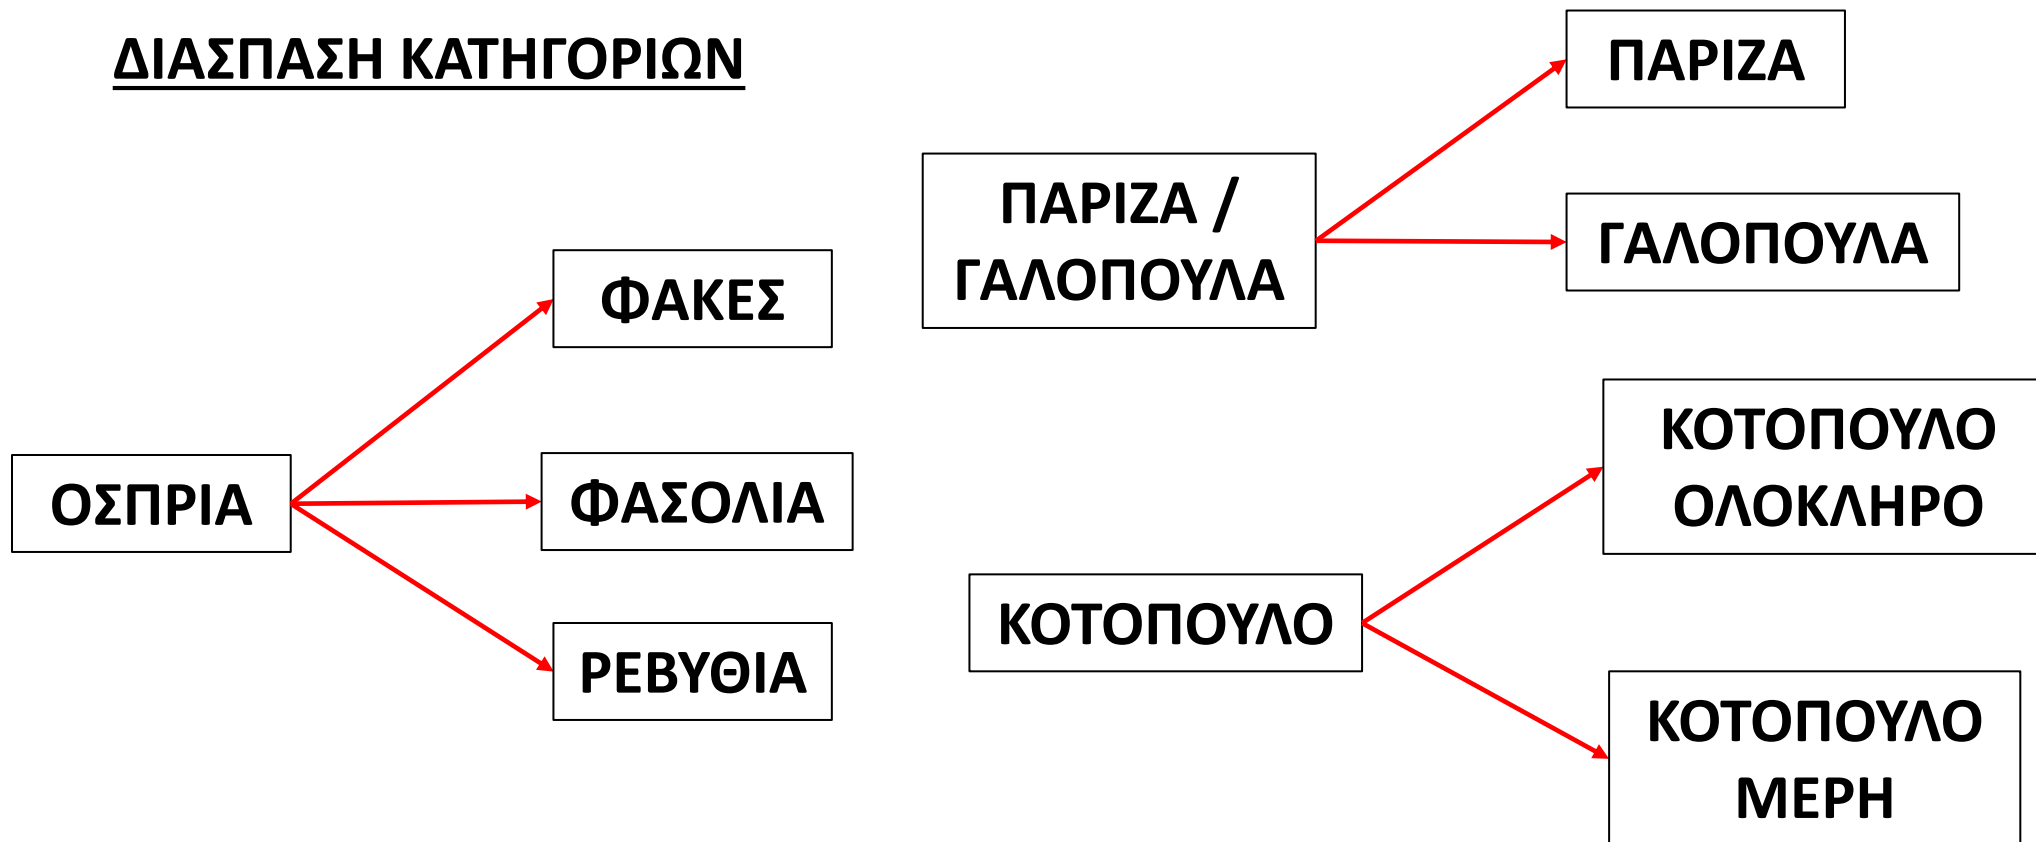 ΔΙΑΣΠΑΣΗ ΚΑΤΗΓΟΡΙΩΝ
ΟΣΠΡΙΑ
ΦΑΚΕΣ
ΦΑΣΟΛΙΑ
ΡΕΒΥΘΙΑ
ΠΑΡΙΖΑ /
ΓΑΛΟΠΟΥΛΑ
ΠΑΡΙΖΑ
ΓΑΛΟΠΟΥΛΑ
ΚΟΤΟΠΟΥΛΟ
ΚΟΤΟΠΟΥΛΟ
ΟΛΟΚΛΗΡΟ
ΚΟΤΟΠΟΥΛΟ
ΜΕΡΗ